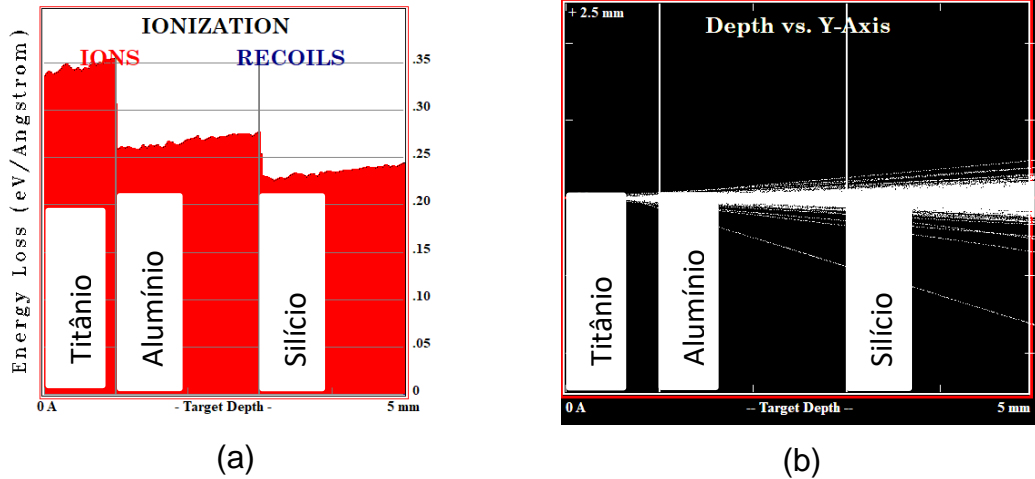 IONIZATION
IONS
RECOILS
Energy Loss (eV/Angstrom)
.35
.30
.25
.20
.15
.10
.05
0
Titânio
Alumínio
Silício
0 A
- Target Depth -
5 mm
(a)
+ 2.5 mm
Depth vs. Y-Axis
Titânio
Alumínio
Silício
0 A
-- Target Depth --
5 mm
(b)